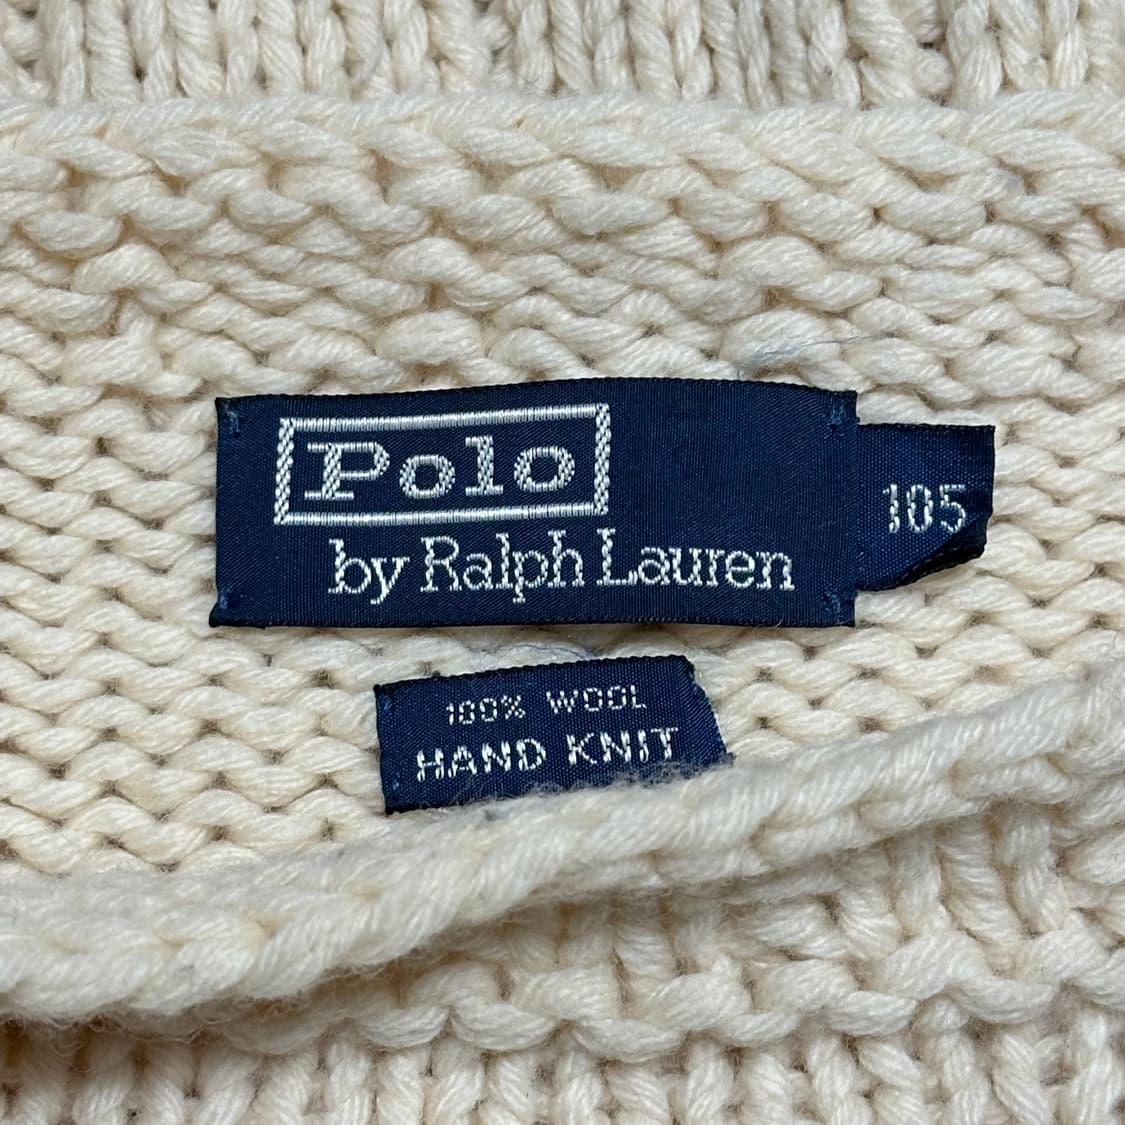 Polo
by Ralph Lauren
105
100% WOOL
HAND KNIT